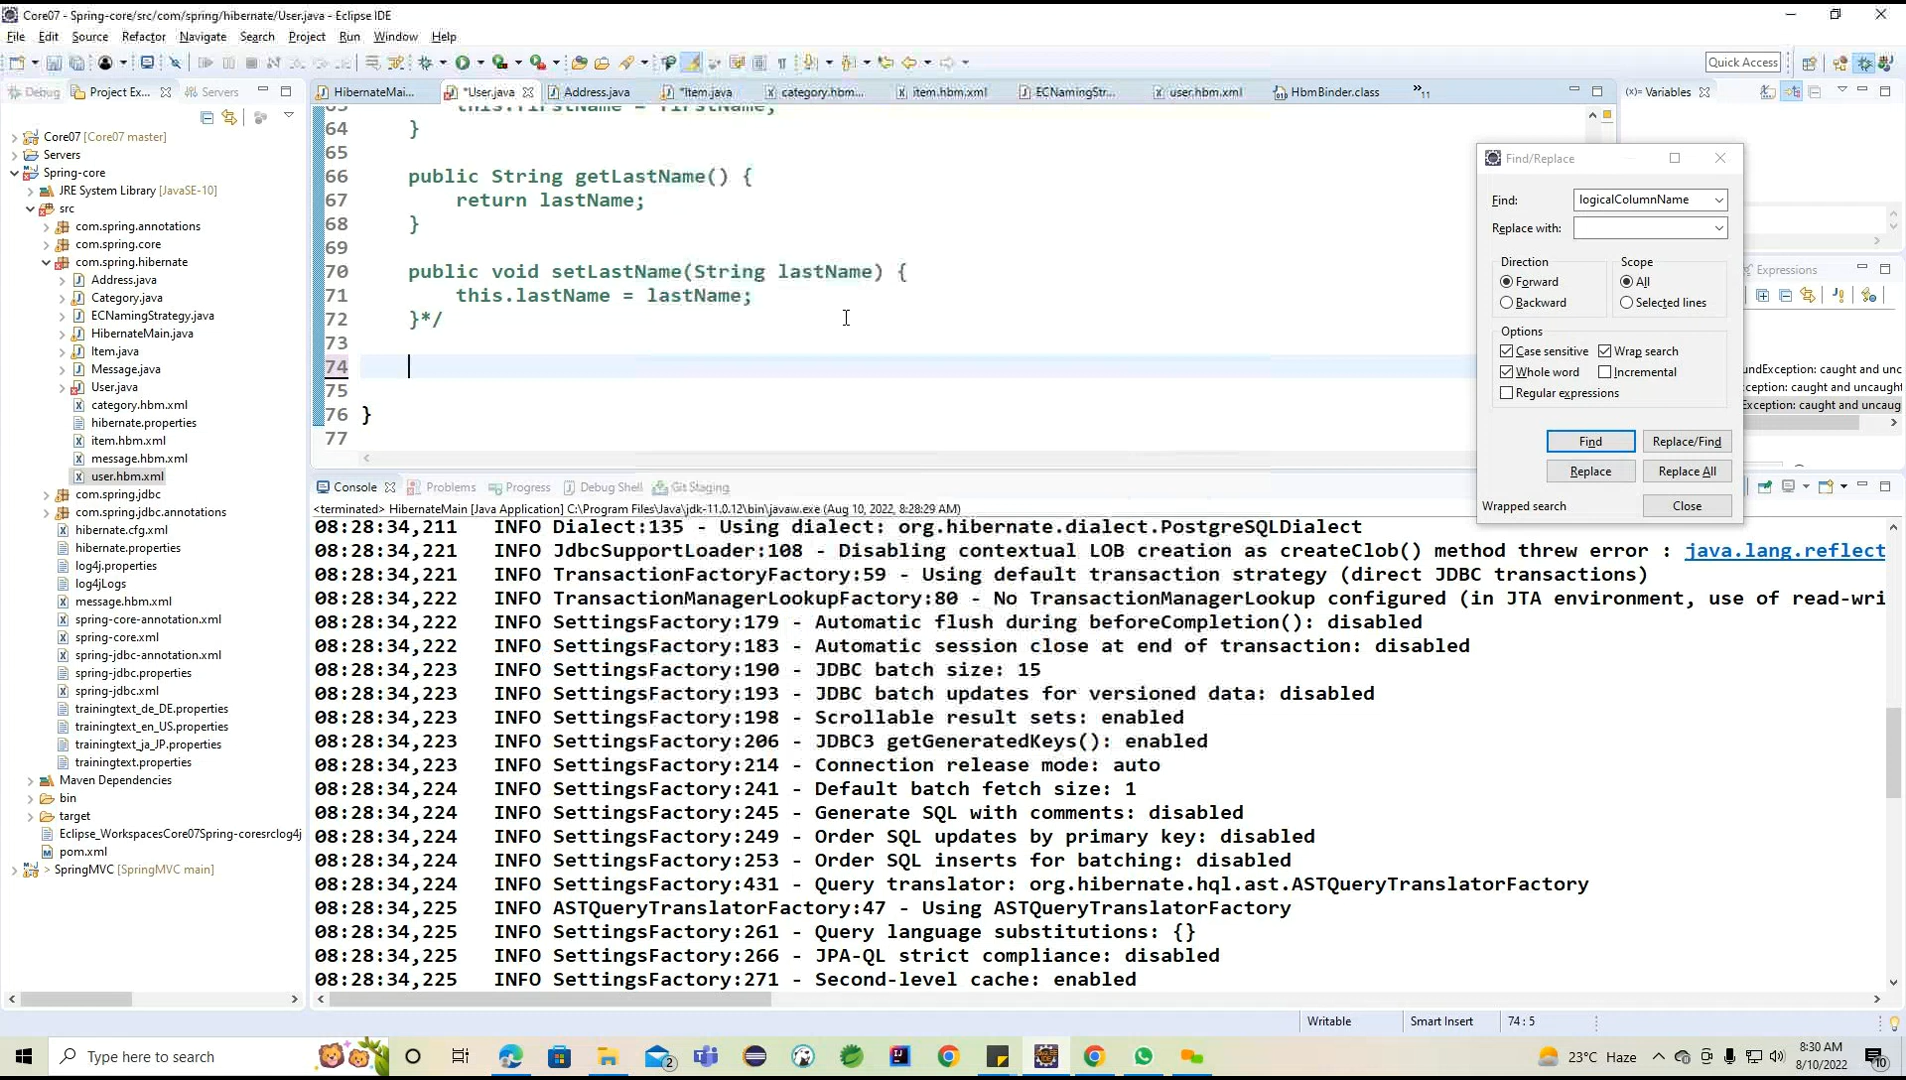 Core07 - Spring-core/src/com/spring/hibernate/User.java - Eclipse IDE
File Edit Source Refactor Navigate Search Project Run Window Help
Quick Access
Debug Project Ex... Servers
HibernateMai... *User.java Address.java *Item.java category.hbm... item.hbm.xml ECNamingStr... user.hbm.xml HbmBinder.class »11
(x)= Variables
Core07 [Core07 master]
Servers
Spring-core
JRE System Library [JavaSE-10]
src
com.spring.annotations
com.spring.core
com.spring.hibernate
Address.java
Category.java
ECNamingStrategy.java
HibernateMain.java
Item.java
Message.java
User.java
category.hbm.xml
hibernate.properties
item.hbm.xml
message.hbm.xml
user.hbm.xml
com.spring.jdbc
com.spring.jdbc.annotations
hibernate.cfg.xml
hibernate.properties
log4j.properties
log4jLogs
message.hbm.xml
spring-core-annotation.xml
spring-core.xml
spring-jdbc-annotation.xml
spring-jdbc.properties
spring-jdbc.xml
trainingtext_de_DE.properties
trainingtext_en_US.properties
trainingtext_ja_JP.properties
trainingtext.properties
Maven Dependencies
bin
target
Eclipse_WorkspacesCore07Spring-coresrclog4j
pom.xml
> SpringMVC [SpringMVC main]
63 this.firstName = firstName;
64 }
65
66 public String getLastName() {
67 return lastName;
68 }
69
70 public void setLastName(String lastName) {
71 this.lastName = lastName;
72 }*/
73
74
75
76 }
77
Find/Replace
Find: logicalColumnName
Replace with:
Direction
Forward
Backward
Scope
All
Selected lines
Options
Case sensitive Wrap search
Whole word Incremental
Regular expressions
Find Replace/Find
Replace Replace All
Wrapped search Close
Expressions
undException: caught and unc
xception: caught and uncaught
Exception: caught and uncaug
Console Problems Progress Debug Shell Git Staging
<terminated> HibernateMain [Java Application] C:\Program Files\Java\jdk-11.0.12\bin\javaw.exe (Aug 10, 2022, 8:28:29 AM)
08:28:34,211 INFO Dialect:135 - Using dialect: org.hibernate.dialect.PostgreSQLDialect
08:28:34,221 INFO JdbcSupportLoader:108 - Disabling contextual LOB creation as createClob() method threw error : java.lang.reflect
08:28:34,221 INFO TransactionFactoryFactory:59 - Using default transaction strategy (direct JDBC transactions)
08:28:34,222 INFO TransactionManagerLookupFactory:80 - No TransactionManagerLookup configured (in JTA environment, use of read-wri
08:28:34,222 INFO SettingsFactory:179 - Automatic flush during beforeCompletion(): disabled
08:28:34,222 INFO SettingsFactory:183 - Automatic session close at end of transaction: disabled
08:28:34,223 INFO SettingsFactory:190 - JDBC batch size: 15
08:28:34,223 INFO SettingsFactory:193 - JDBC batch updates for versioned data: disabled
08:28:34,223 INFO SettingsFactory:198 - Scrollable result sets: enabled
08:28:34,223 INFO SettingsFactory:206 - JDBC3 getGeneratedKeys(): enabled
08:28:34,223 INFO SettingsFactory:214 - Connection release mode: auto
08:28:34,224 INFO SettingsFactory:241 - Default batch fetch size: 1
08:28:34,224 INFO SettingsFactory:245 - Generate SQL with comments: disabled
08:28:34,224 INFO SettingsFactory:249 - Order SQL updates by primary key: disabled
08:28:34,224 INFO SettingsFactory:253 - Order SQL inserts for batching: disabled
08:28:34,224 INFO SettingsFactory:431 - Query translator: org.hibernate.hql.ast.ASTQueryTranslatorFactory
08:28:34,225 INFO ASTQueryTranslatorFactory:47 - Using ASTQueryTranslatorFactory
08:28:34,225 INFO SettingsFactory:261 - Query language substitutions: {}
08:28:34,225 INFO SettingsFactory:266 - JPA-QL strict compliance: disabled
08:28:34,225 INFO SettingsFactory:271 - Second-level cache: enabled
Writable Smart Insert 74 : 5
Type here to search
2
23°C Haze
8:30 AM
8/10/2022
10